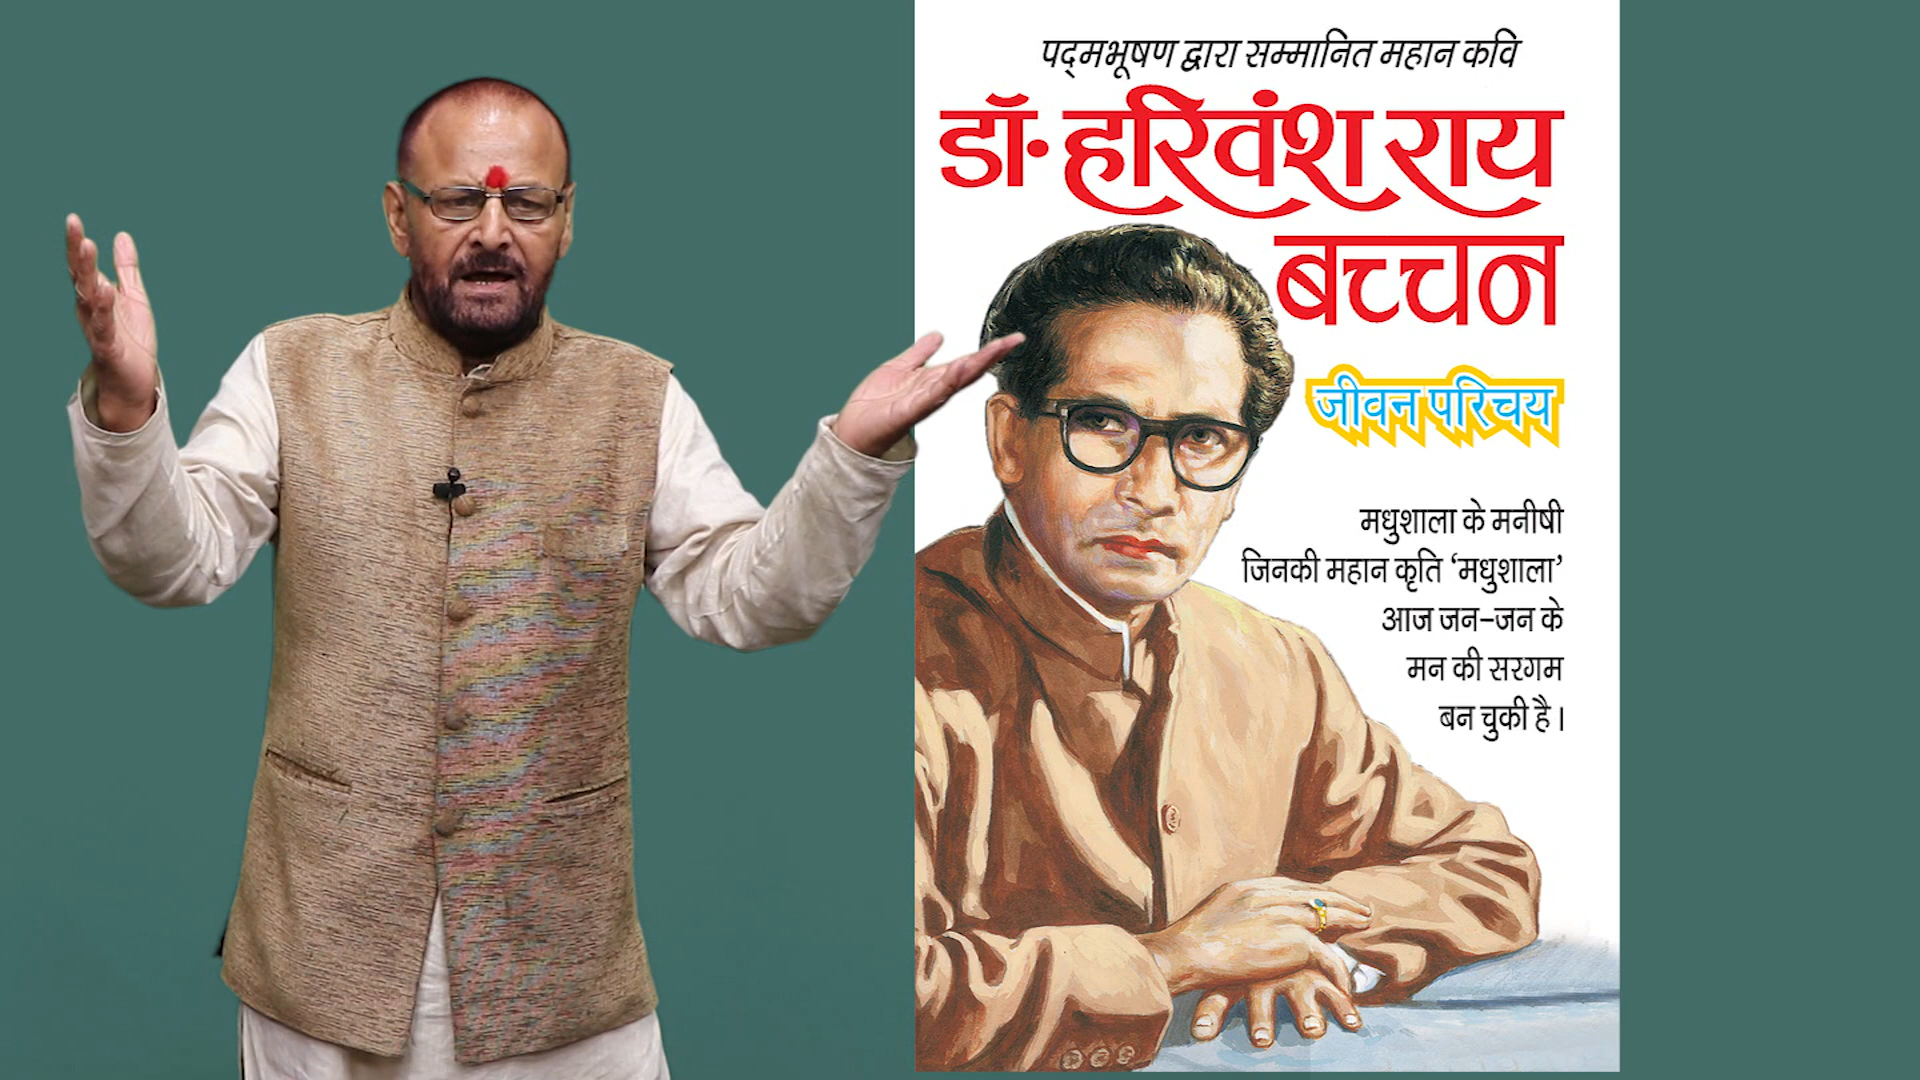 पद्मभूषण द्वारा सम्मानित महान कवि
डॉ. हरिवंश राय
बच्चन
जीवन परिचय
मधुशाला के मनीषी
जिनकी महान कृति ‘मधुशाला’
आज जन-जन के
मन की सरगम
बन चुकी है।